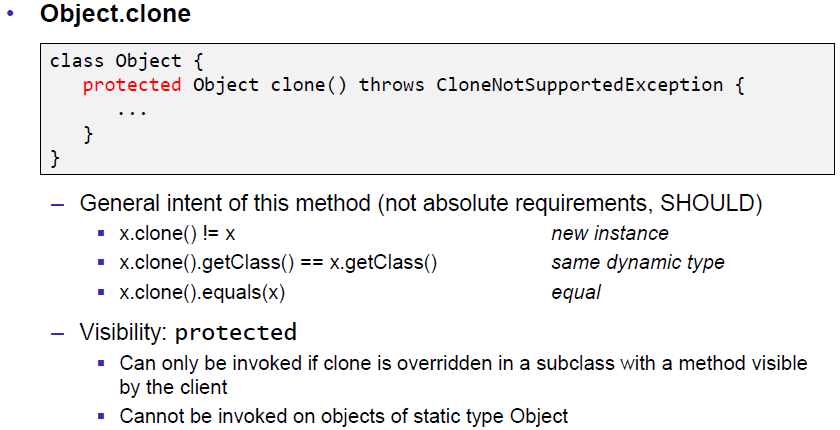 • Object.clone
class Object {
protected Object clone() throws CloneNotSupportedException {
...
}
}
– General intent of this method (not absolute requirements, SHOULD)
▪ x.clone() != x new instance
▪ x.clone().getClass() == x.getClass() same dynamic type
▪ x.clone().equals(x) equal
– Visibility: protected
▪ Can only be invoked if clone is overridden in a subclass with a method visible
by the client
▪ Cannot be invoked on objects of static type Object